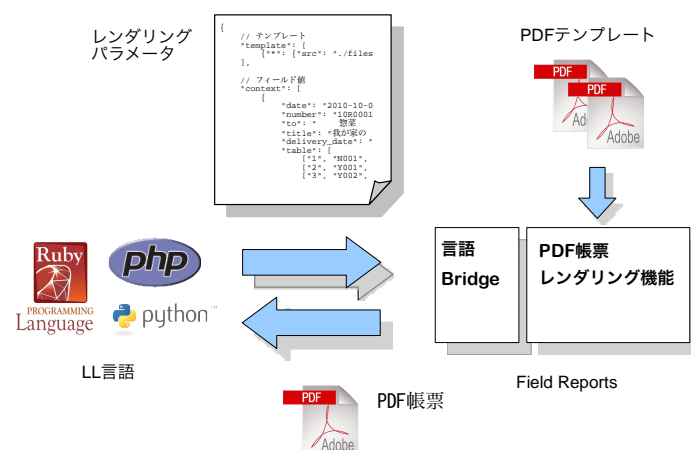 レンダリング
パラメータ
{
// テンプレート
"template": [
{"*": {"src": "./files
],
// フィールド値
"context": [
{
"date": "2010-10-0
"number": "10R0001
"to": " 惣菜
"title": "我が家の
"delivery_date": "
"table": [
["1", "N001",
["2", "Y001",
["3", "Y002",
PDFテンプレート
PDF
PDF
Ad
Adobe
Ruby
PROGRAMMING
Language
php
python™
LL言語
言語
Bridge
PDF帳票
レンダリング機能
Field Reports
PDF
Adobe
PDF帳票